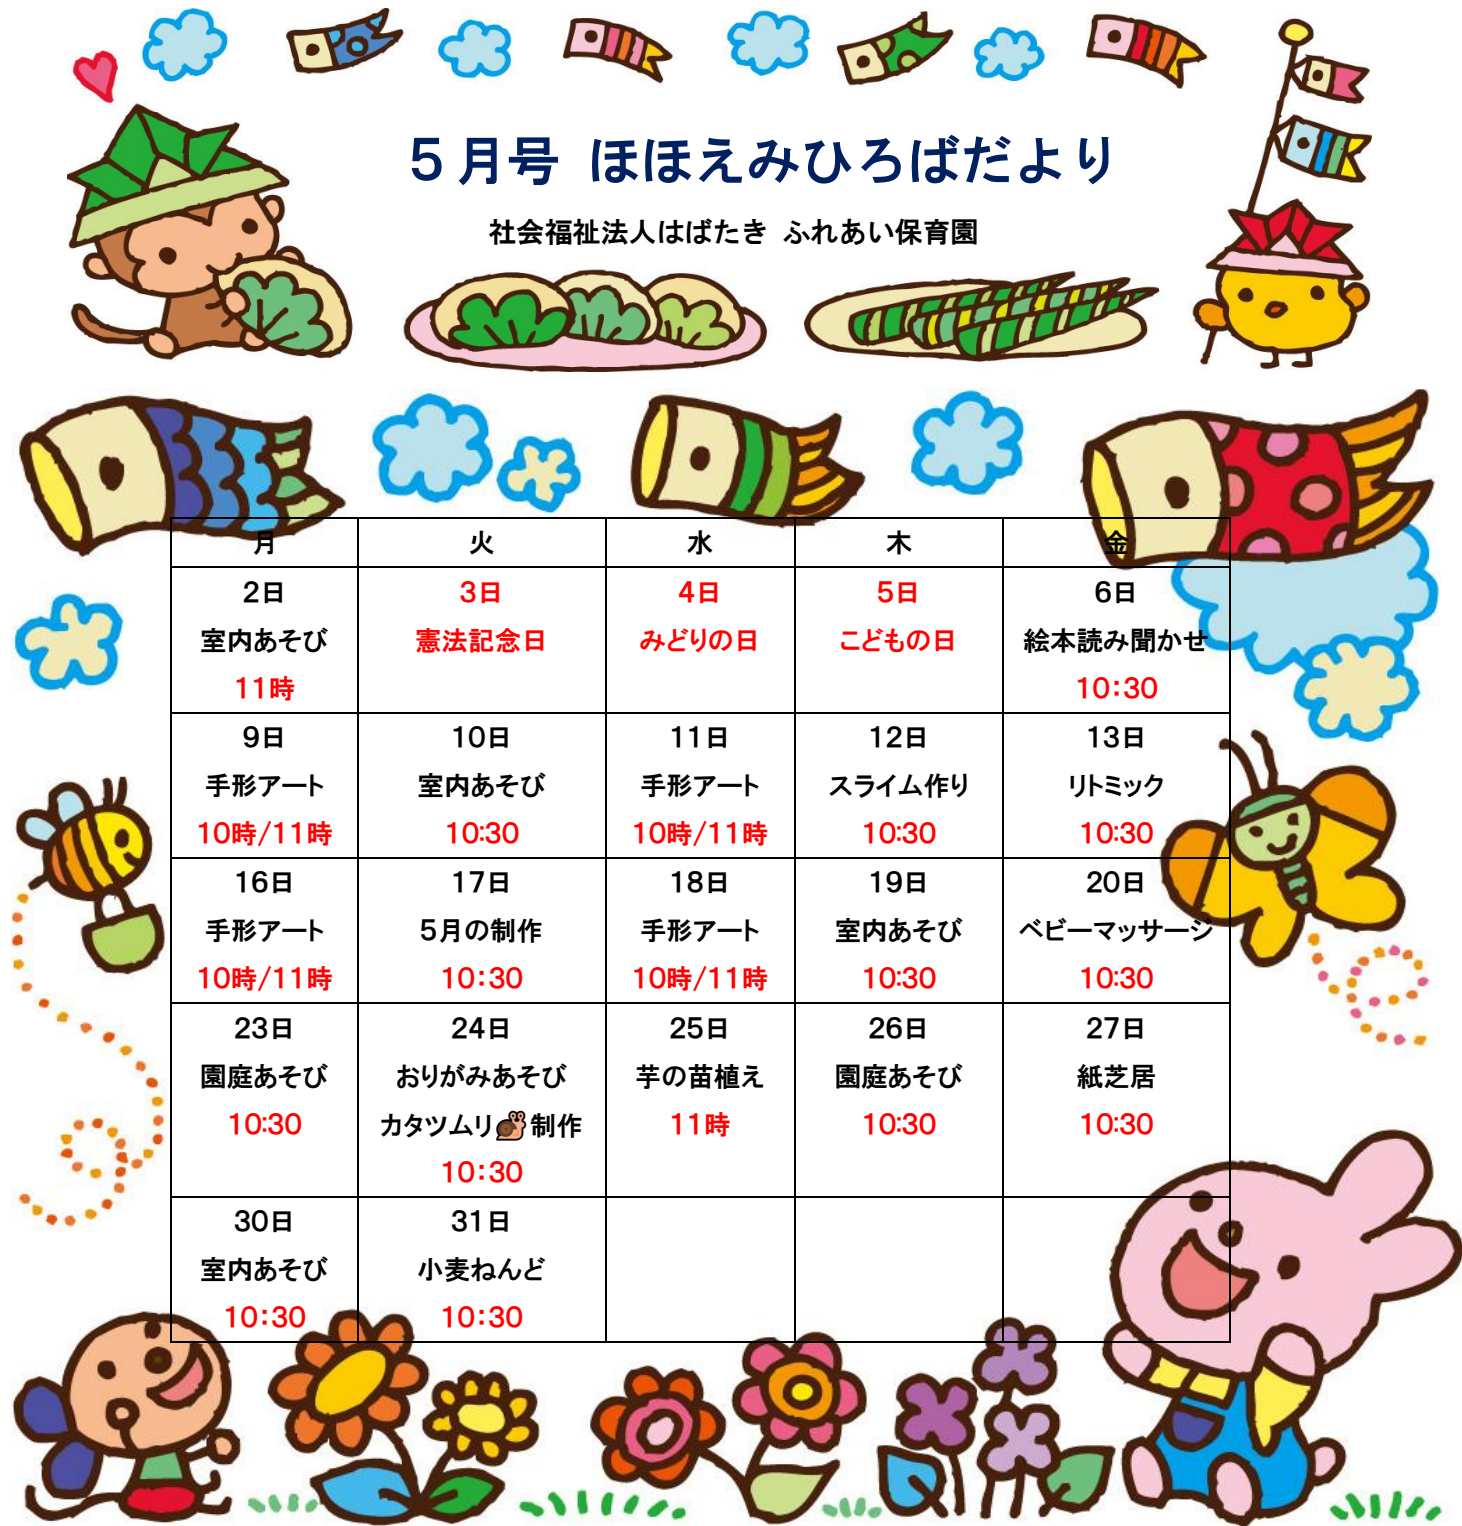 5月号 ほほえみひろばだより
社会福祉法人はばたき ふれあい保育園
月 火 水 木 金
2日 3日 4日 5日 6日
室内あそび 憲法記念日 みどりの日 こどもの日 絵本読み聞かせ
11時 10：30
9日 10日 11日 12日 13日
手形アート 室内あそび 手形アート スライム作り リトミック
10時/11時 10:30 10時/11時 10:30 10:30
16日 17日 18日 19日 20日
手形アート 5月の制作 手形アート 室内あそび ベビーマッサージ
10時/11時 10：30 10時/11時 10:30 10:30
23日 24日 25日 26日 27日
園庭あそび おりがみあそび 芋の苗植え 園庭あそび 紙芝居
10:30 カタツムリ🐌制作 11時 10:30 10:30
10：30
30日 31日
室内あそび 小麦ねんど
10：30 10：30